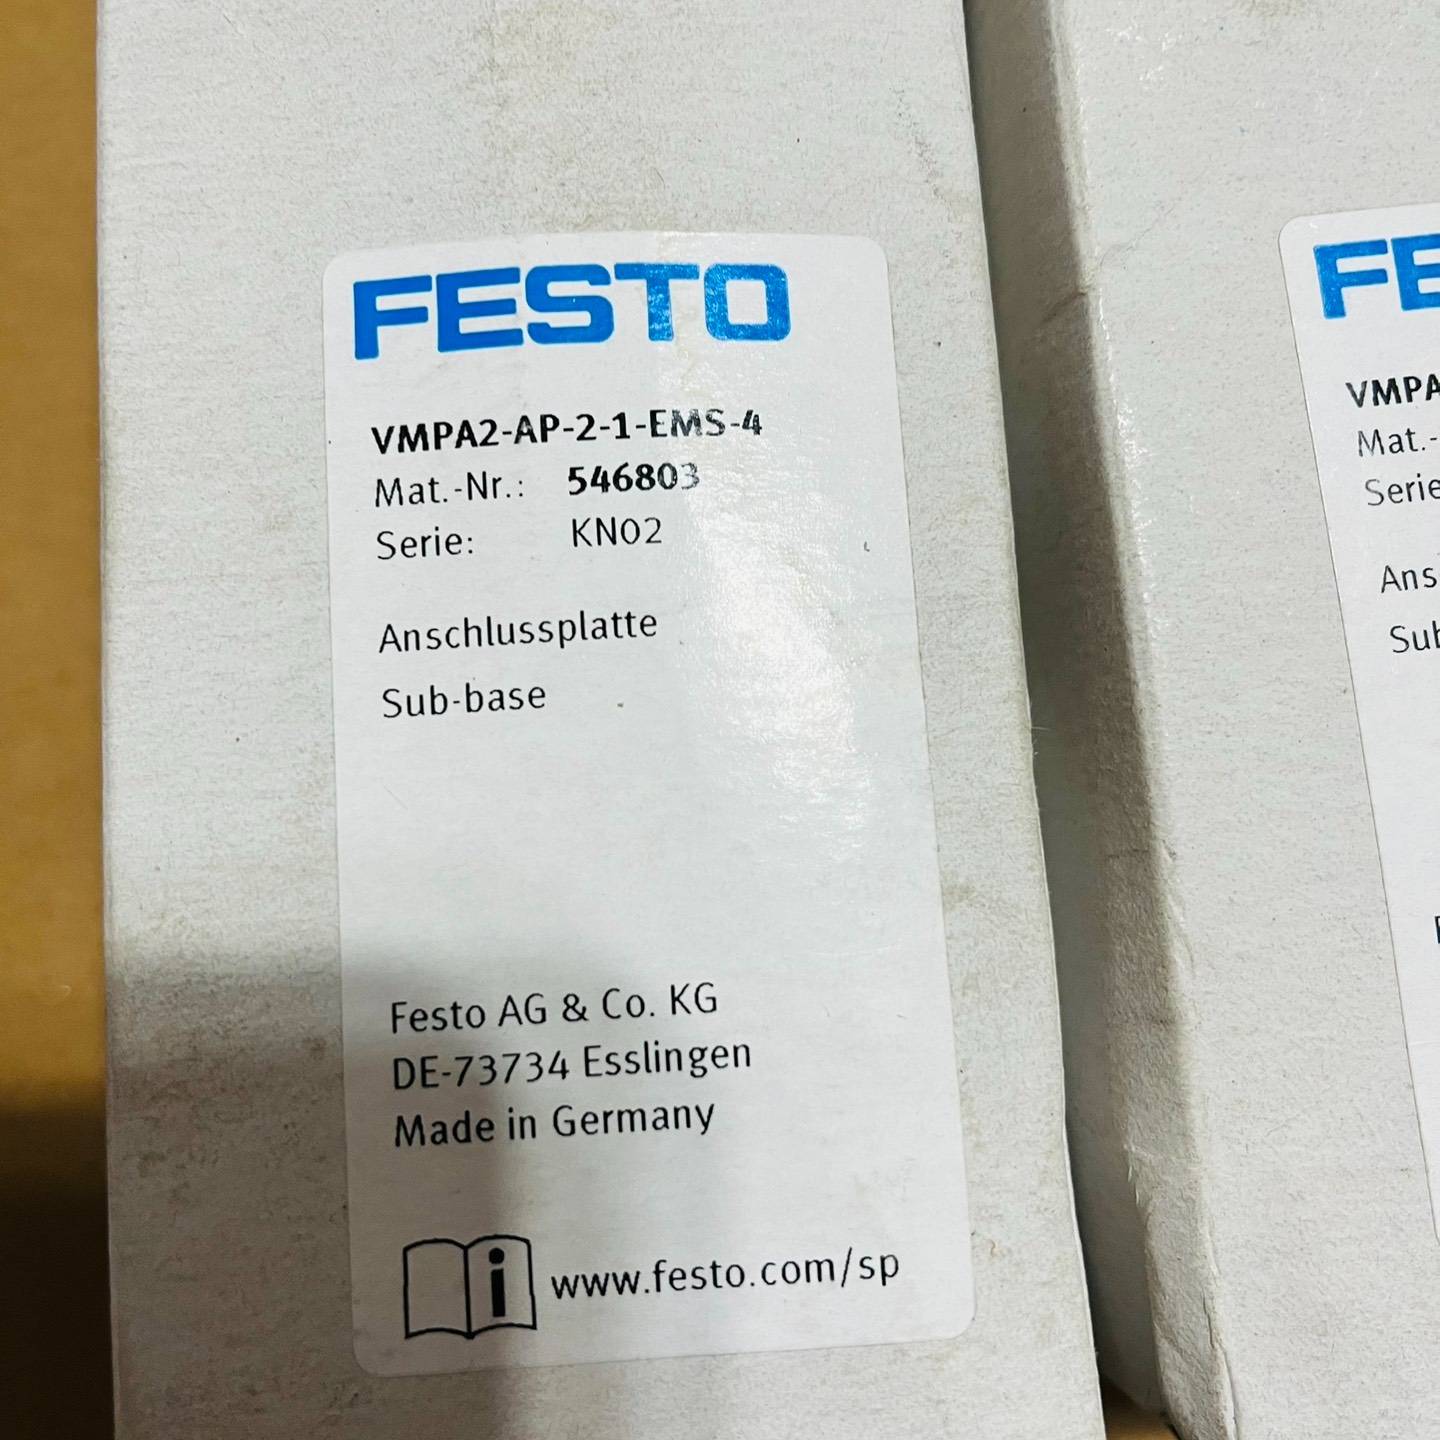 FESTO
VMPA2-AP-2-1-EMS-4
Mat.-Nr.: 546803
Serie: KN02
Anschlussplatte
Sub-base
Festo AG & Co. KG
DE-73734 Esslingen
Made in Germany
i www.festo.com/sp
FE
VMPA
Mat.-
Serie
Ans
Sub